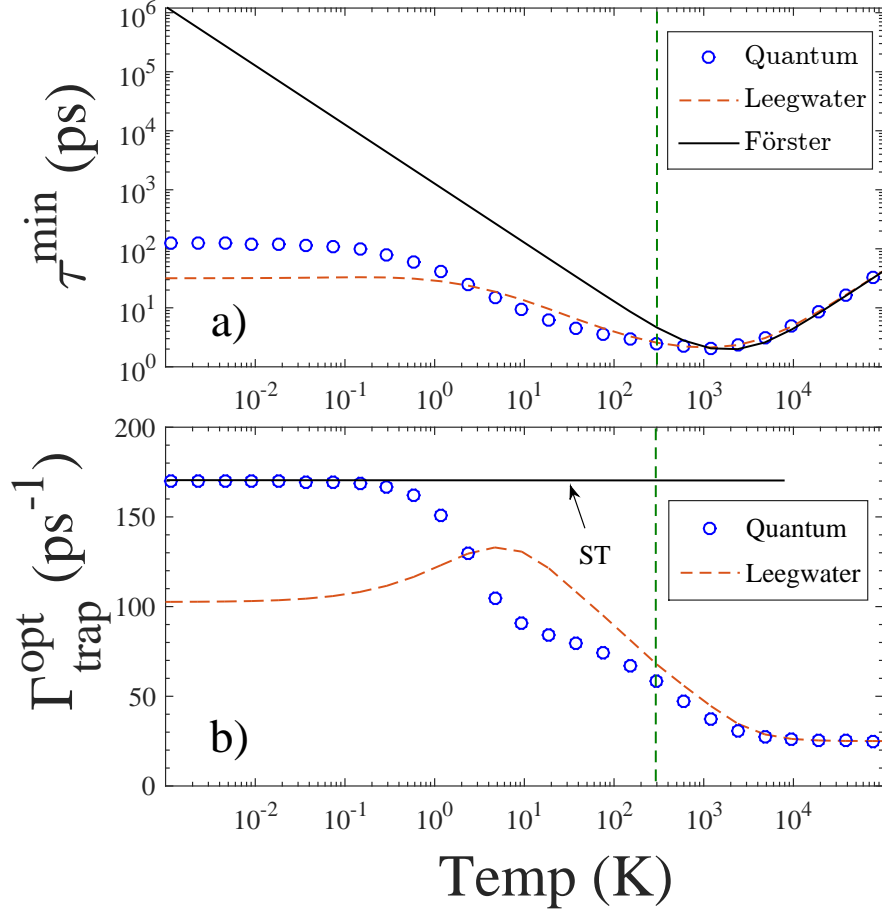 10^6
10^5
10^4
10^3
10^2
10^1
10^0
τ^min (ps)
Quantum
Leegwater
Förster
a)
10^-2 10^-1 10^0 10^1 10^2 10^3 10^4
200
150
100
50
0
Γ^opt_trap (ps^-1)
ST
Quantum
Leegwater
b)
10^-2 10^-1 10^0 10^1 10^2 10^3 10^4
Temp (K)